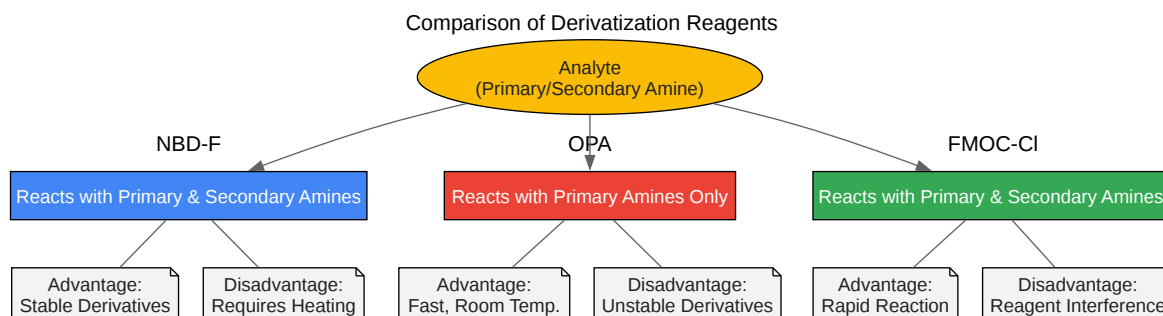 Comparison of Derivatization Reagents
Analyte
(Primary/Secondary Amine)
NBD-F
OPA
FMOC-Cl
Reacts with Primary & Secondary Amines
Reacts with Primary Amines Only
Reacts with Primary & Secondary Amines
Advantage:
Stable Derivatives
Disadvantage:
Requires Heating
Advantage:
Fast, Room Temp.
Disadvantage:
Unstable Derivatives
Advantage:
Rapid Reaction
Disadvantage:
Reagent Interference